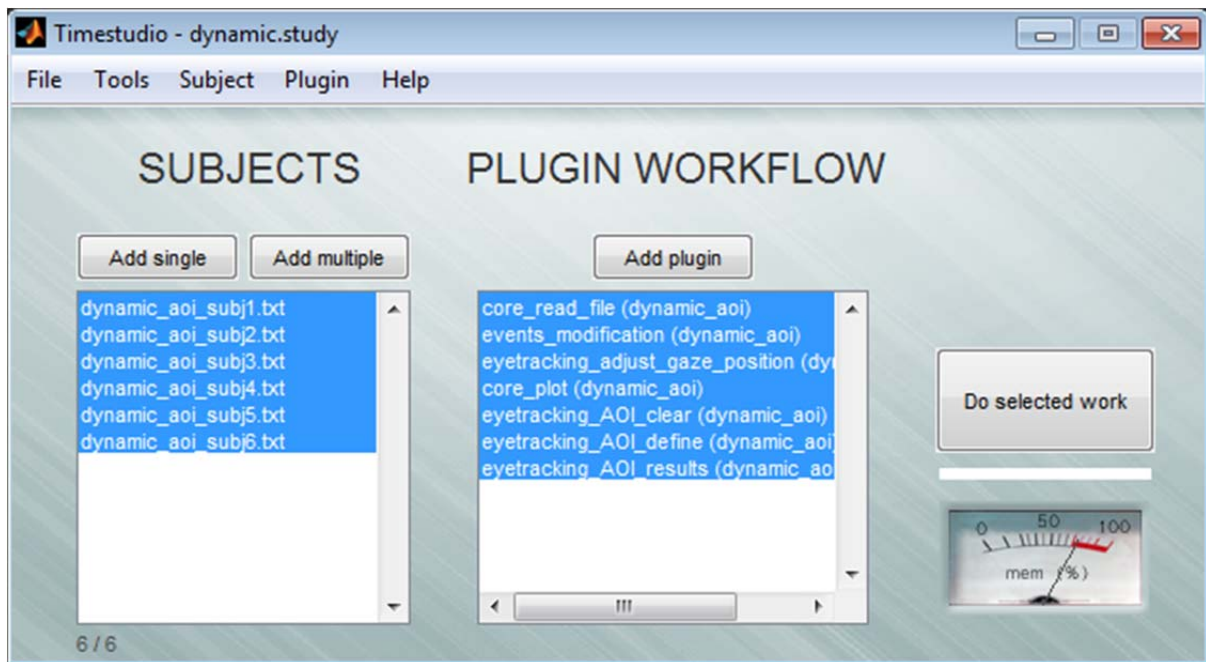 Timestudio - dynamic.study
File Tools Subject Plugin Help
SUBJECTS PLUGIN WORKFLOW
Add single Add multiple Add plugin
dynamic_aoi_subj1.txt
dynamic_aoi_subj2.txt
dynamic_aoi_subj3.txt
dynamic_aoi_subj4.txt
dynamic_aoi_subj5.txt
dynamic_aoi_subj6.txt
core_read_file (dynamic_aoi)
events_modification (dynamic_aoi)
eyetracking_adjust_gaze_position (dyn
core_plot (dynamic_aoi)
eyetracking_AOI_clear (dynamic_aoi)
eyetracking_AOI_define (dynamic_aoi)
eyetracking_AOI_results (dynamic_ao
Do selected work
0 50 100
mem (%)
6 / 6